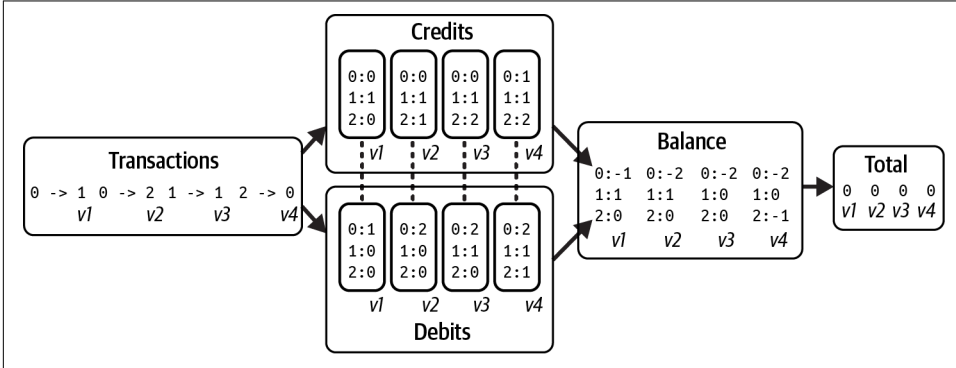 Transactions
0 -> 1 0 -> 2 1 -> 1 2 -> 0
v1 v2 v3 v4
Credits
0:0 0:0 0:0 0:1
1:1 1:1 1:1 1:1
2:0 2:1 2:2 2:2
v1 v2 v3 v4
0:1 0:2 0:2 0:2
1:0 1:0 1:1 1:1
2:0 2:0 2:0 2:1
v1 v2 v3 v4
Debits
Balance
0:-1 0:-2 0:-2 0:-2
1:1 1:1 1:0 1:0
2:0 2:0 2:0 2:-1
v1 v2 v3 v4
Total
0 0 0 0
v1 v2 v3 v4